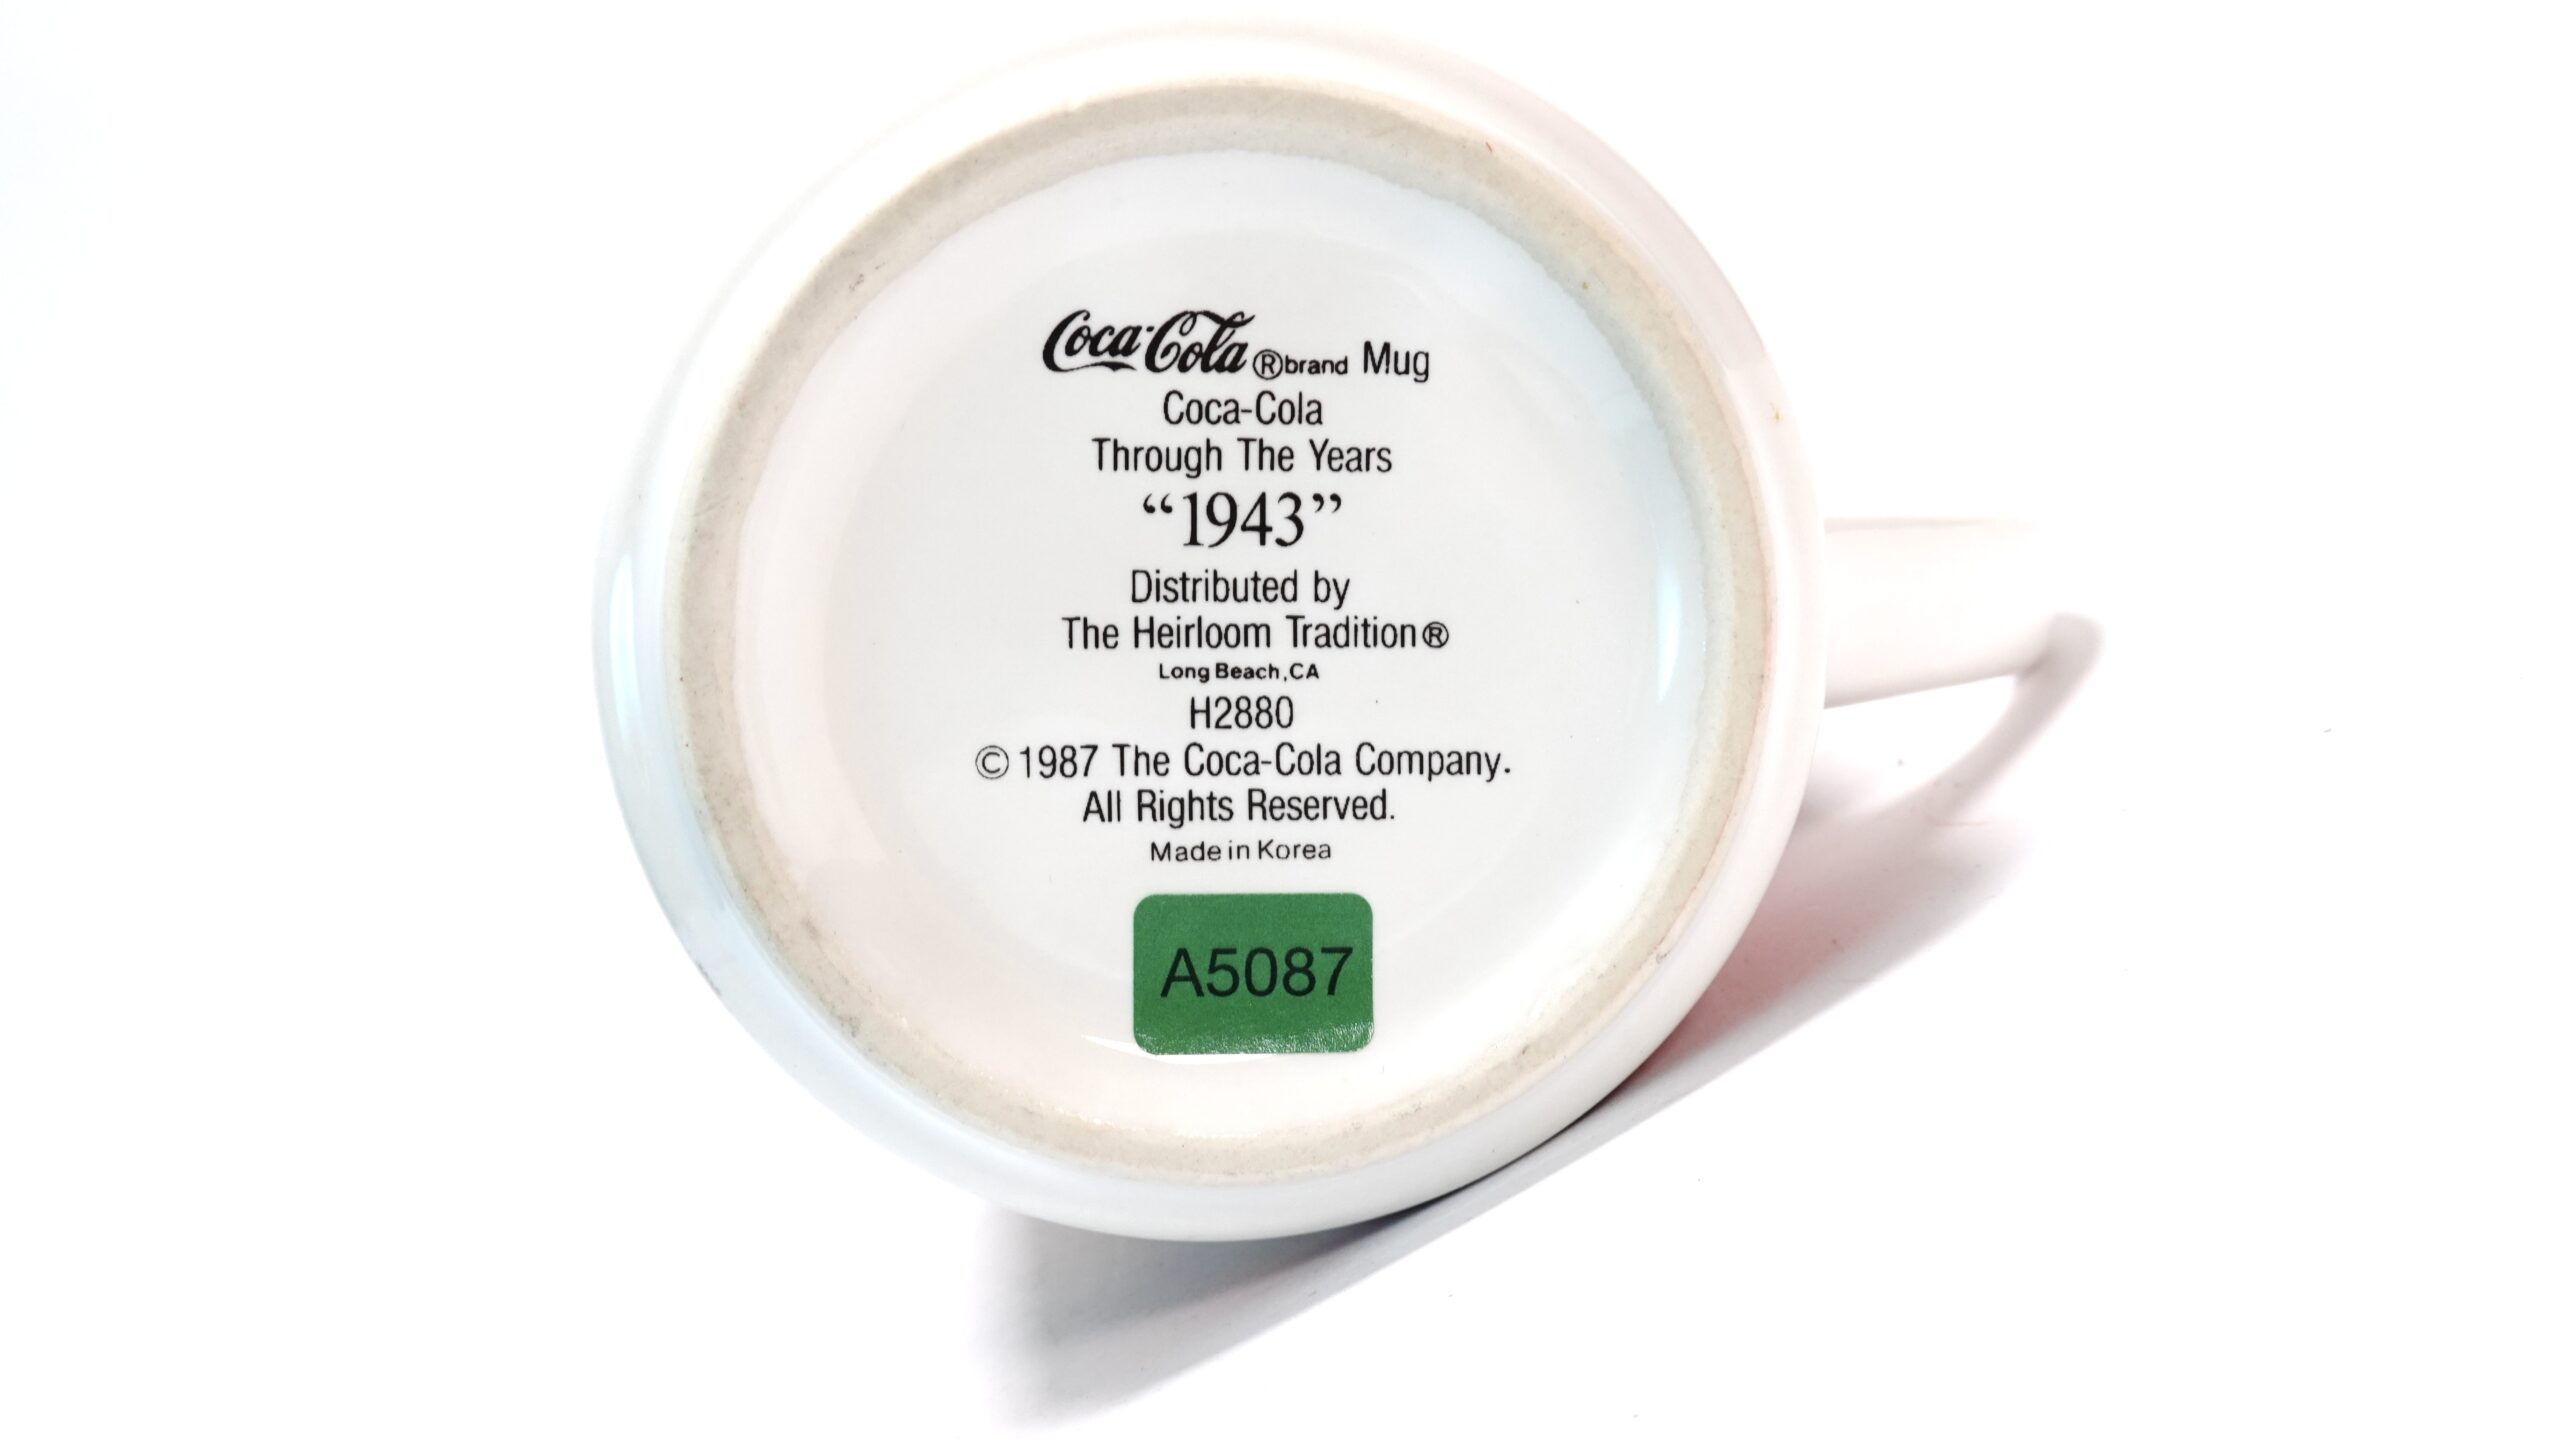 Coca-Cola ® brand Mug
Coca-Cola
Through The Years
“1943”
Distributed by
The Heirloom Tradition®
Long Beach, CA
H2880
© 1987 The Coca-Cola Company.
All Rights Reserved.
Made in Korea
A5087